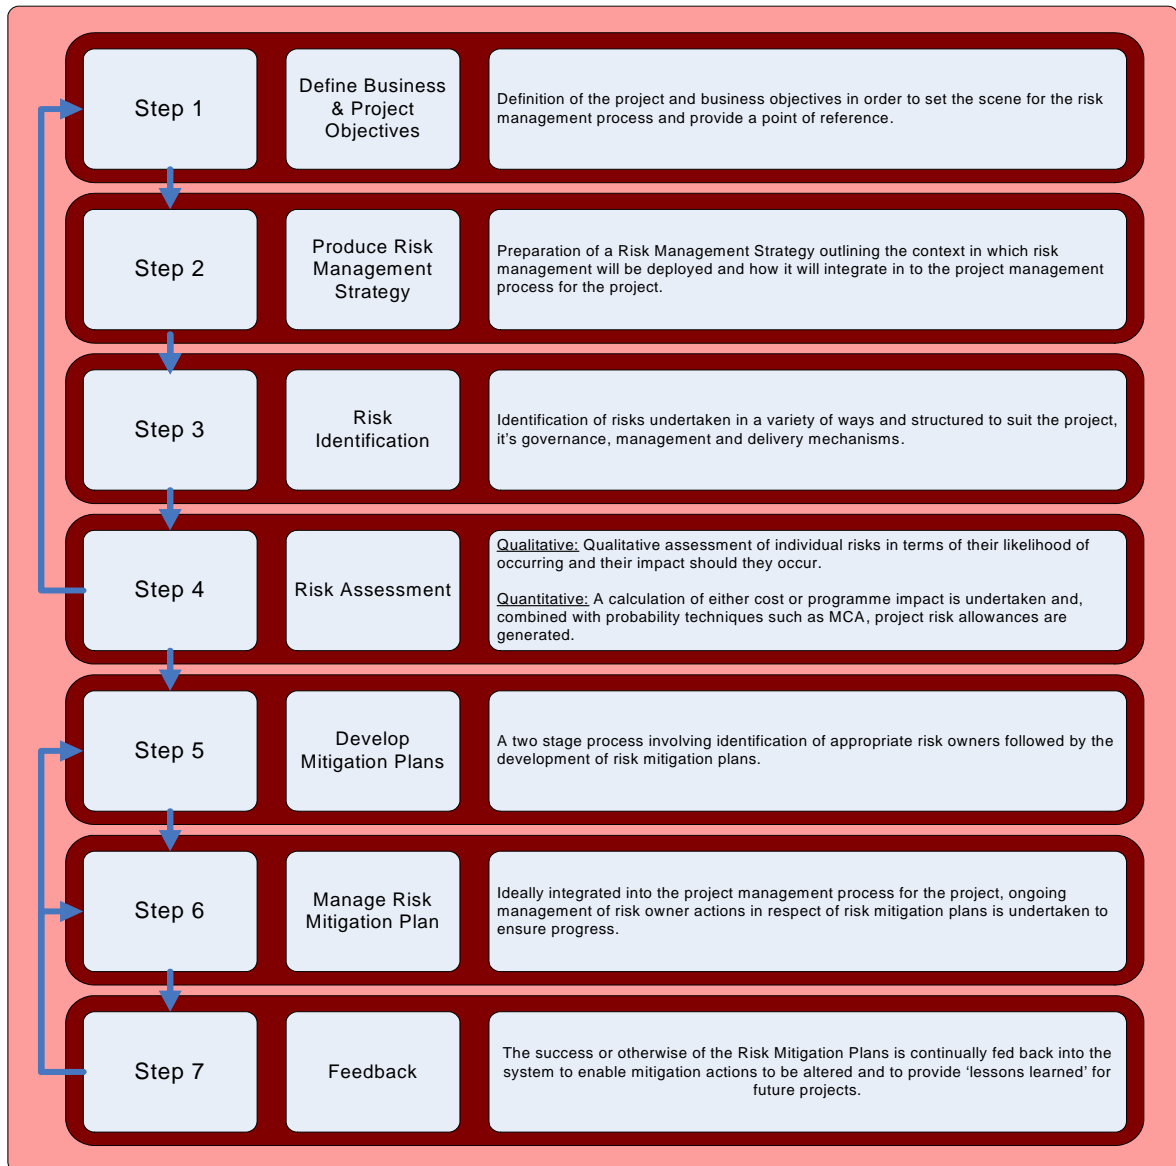 Step 1
Define Business
& Project
Objectives
Definition of the project and business objectives in order to set the scene for the risk
management process and provide a point of reference.
Step 2
Produce Risk
Management
Strategy
Preparation of a Risk Management Strategy outlining the context in which risk
management will be deployed and how it will integrate in to the project management
process for the project.
Step 3
Risk
Identification
Identification of risks undertaken in a variety of ways and structured to suit the project,
it's governance, management and delivery mechanisms.
Step 4
Risk Assessment
Qualitative: Qualitative assessment of individual risks in terms of their likelihood of
occurring and their impact should they occur.
Quantitative: A calculation of either cost or programme impact is undertaken and,
combined with probability techniques such as MCA, project risk allowances are
generated.
Step 5
Develop
Mitigation Plans
A two stage process involving identification of appropriate risk owners followed by the
development of risk mitigation plans.
Step 6
Manage Risk
Mitigation Plan
Ideally integrated into the project management process for the project, ongoing
management of risk owner actions in respect of risk mitigation plans is undertaken to
ensure progress.
Step 7
Feedback
The success or otherwise of the Risk Mitigation Plans is continually fed back into the
system to enable mitigation actions to be altered and to provide ‘lessons learned’ for
future projects.